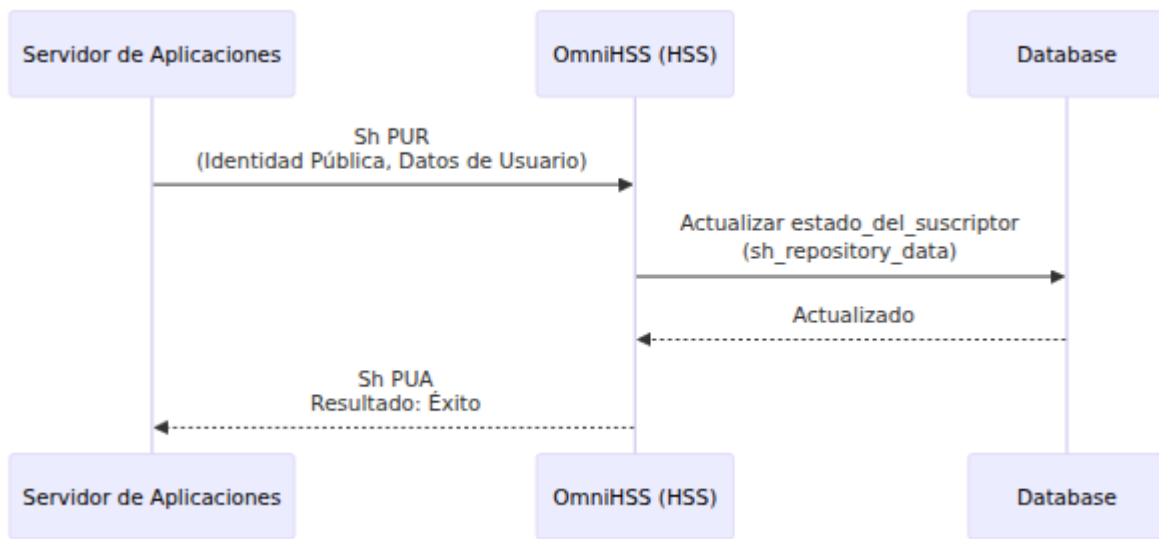 Servidor de Aplicaciones
OmniHSS (HSS)
Database
Sh PUR
(Identidad Pública, Datos de Usuario)
Actualizar estado_del_suscriptor
(sh_repository_data)
Actualizado
Sh PUA
Resultado: Éxito
Servidor de Aplicaciones
OmniHSS (HSS)
Database